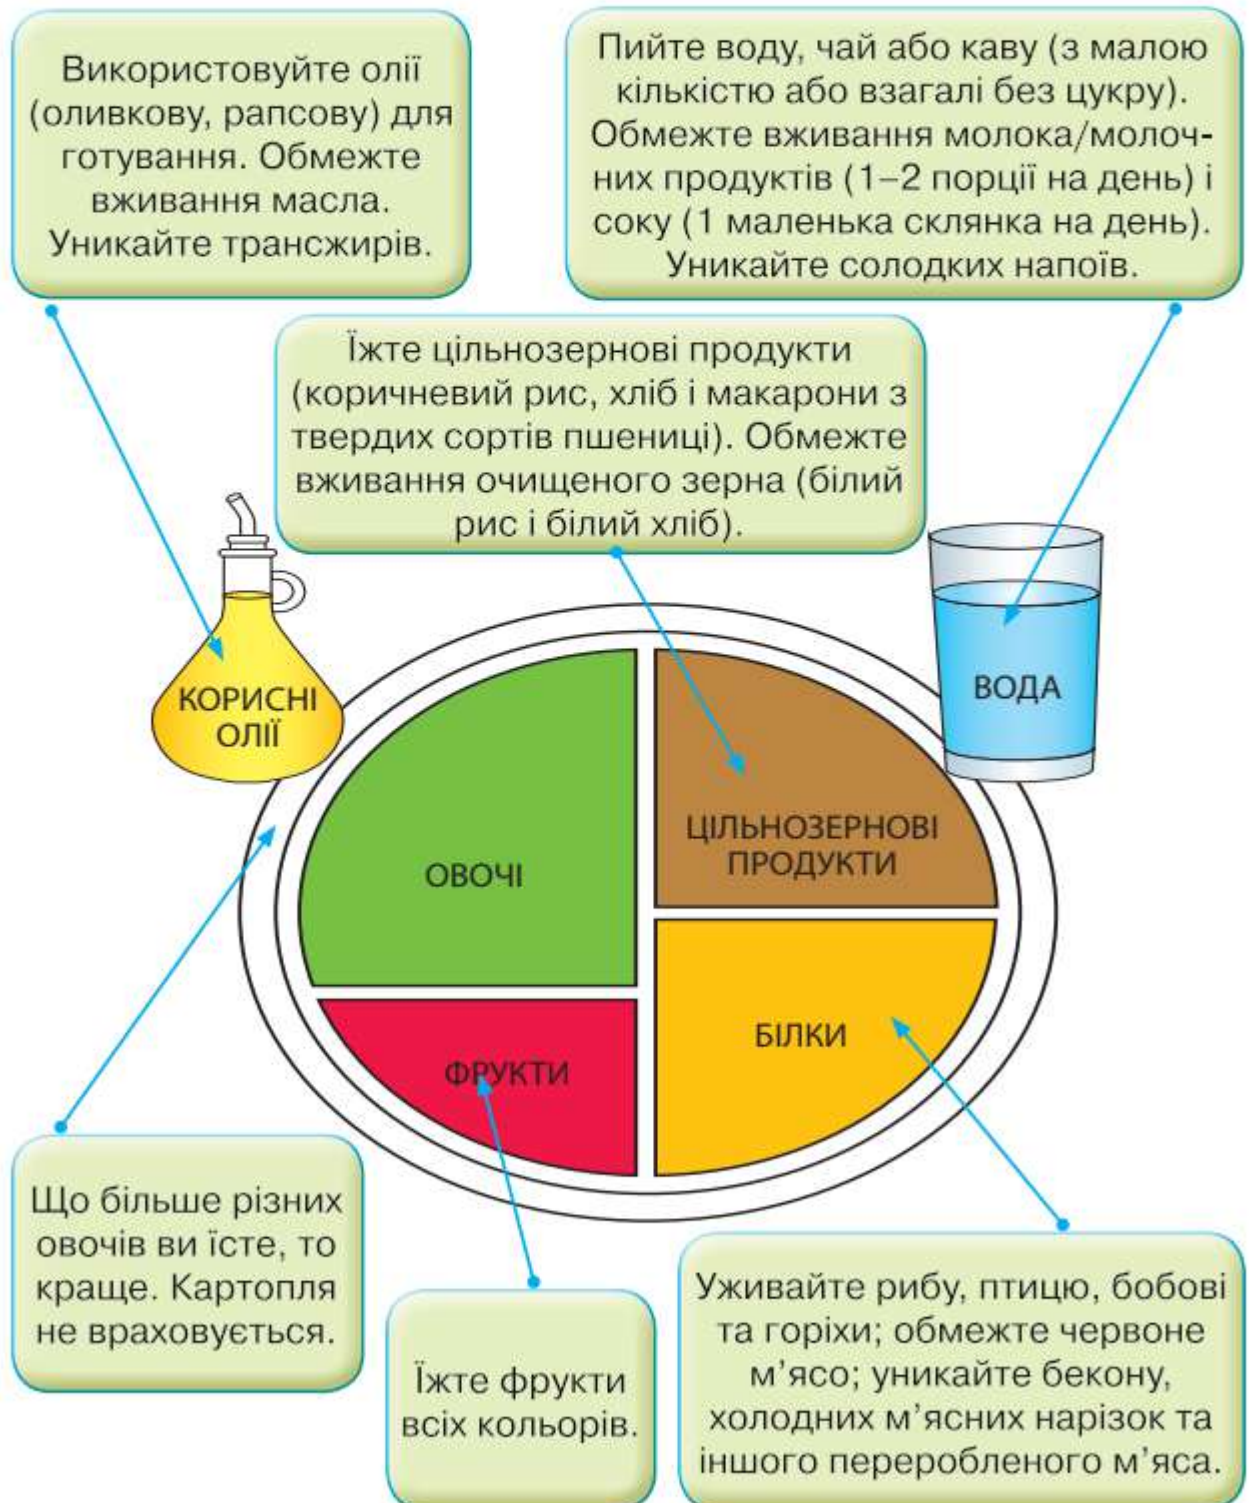 Використовуйте олії
(оливкову, рапсову) для
готування. Обмежте
вживання масла.
Уникайте трансжирів.
Пийте воду, чай або каву (з малою
кількістю або взагалі без цукру).
Обмежте вживання молока/молоч-
них продуктів (1–2 порції на день) і
соку (1 маленька склянка на день).
Уникайте солодких напоїв.
Їжте цільнозернові продукти
(коричневий рис, хліб і макарони з
твердих сортів пшениці). Обмежте
вживання очищеного зерна (білий
рис і білий хліб).
КОРИСНІ
ОЛІЇ
ВОДА
ОВОЧІ
ЦІЛЬНОЗЕРНОВІ
ПРОДУКТИ
ФРУКТИ
БІЛКИ
Що більше різних
овочів ви їсте, то
краще. Картопля
не враховується.
Їжте фрукти
всіх кольорів.
Уживайте рибу, птицю, бобові
та горіхи; обмежте червоне
м’ясо; уникайте бекону,
холодних м’ясних нарізок та
іншого переробленого м’яса.